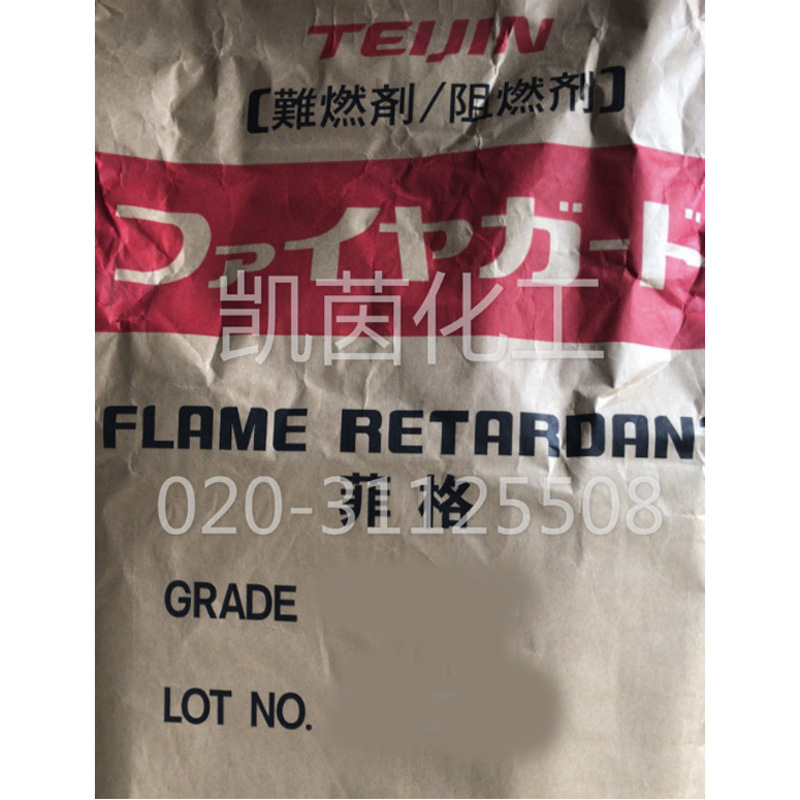 TEIJIN
[難燃剤/阻燃剂]
ファイヤガード
凯茵化工
FLAME RETARDANT
菲格
020-31125508
GRADE
LOT NO.